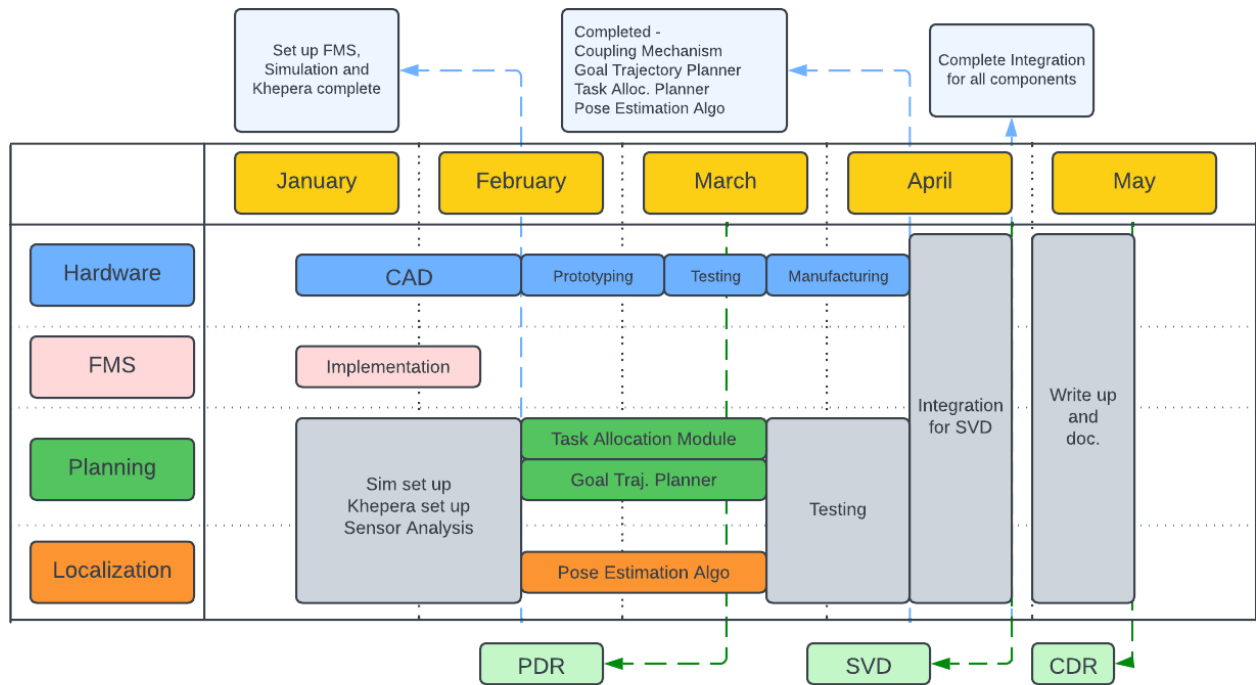 Set up FMS,
Simulation and
Khepera complete
Completed -
Coupling Mechanism
Goal Trajectory Planner
Task Alloc. Planner
Pose Estimation Algo
Complete Integration
for all components
January
February
March
April
May
Hardware
CAD
Prototyping
Testing
Manufacturing
FMS
Implementation
Integration
for SVD
Write up
and
doc.
Planning
Sim set up
Khepera set up
Sensor Analysis
Task Allocation Module
Goal Traj. Planner
Testing
Localization
Pose Estimation Algo
PDR
SVD
CDR